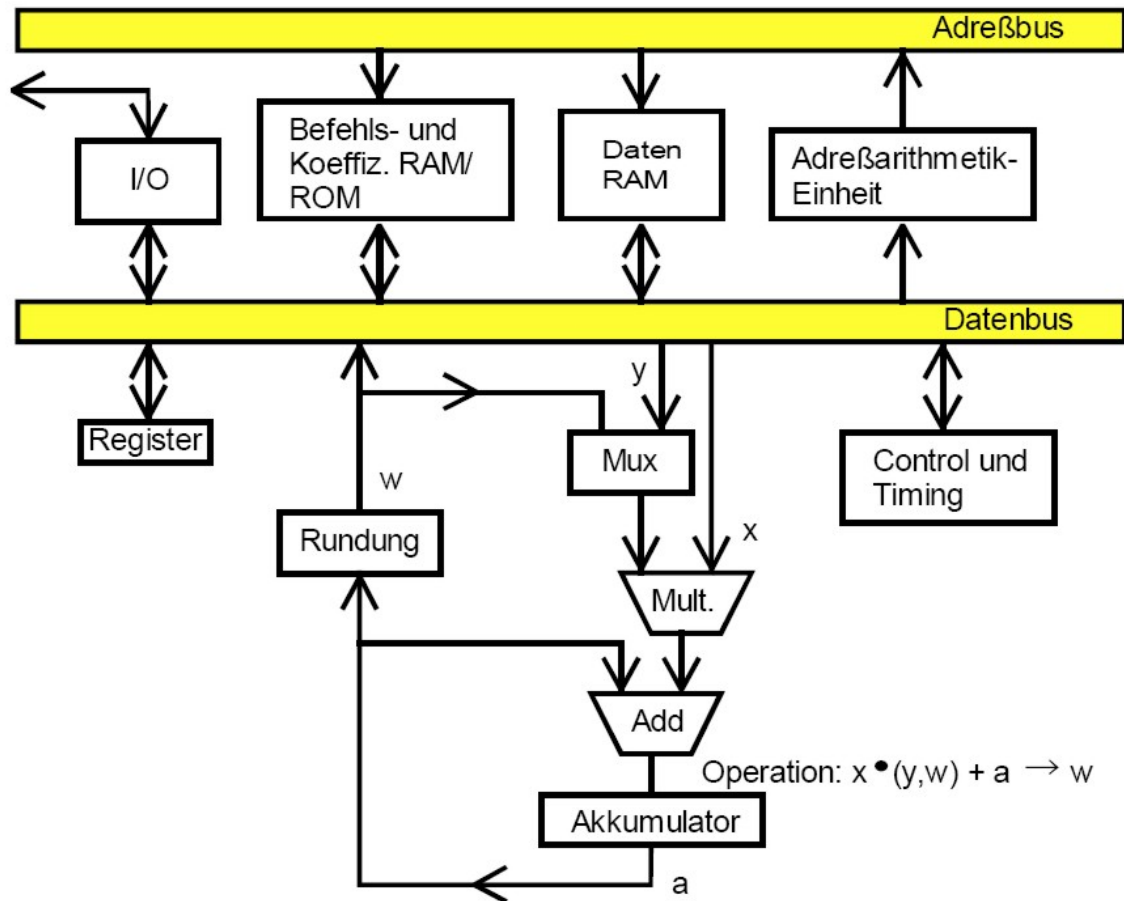 Adreßbus
I/O
Befehls- und
Koeffiz. RAM/
ROM
Daten
RAM
Adreßarithmetik-
Einheit
Datenbus
Register
y
Mux
Control und
Timing
w
Rundung
x
Mult.
Add
Operation: x•(y,w) + a → w
Akkumulator
a